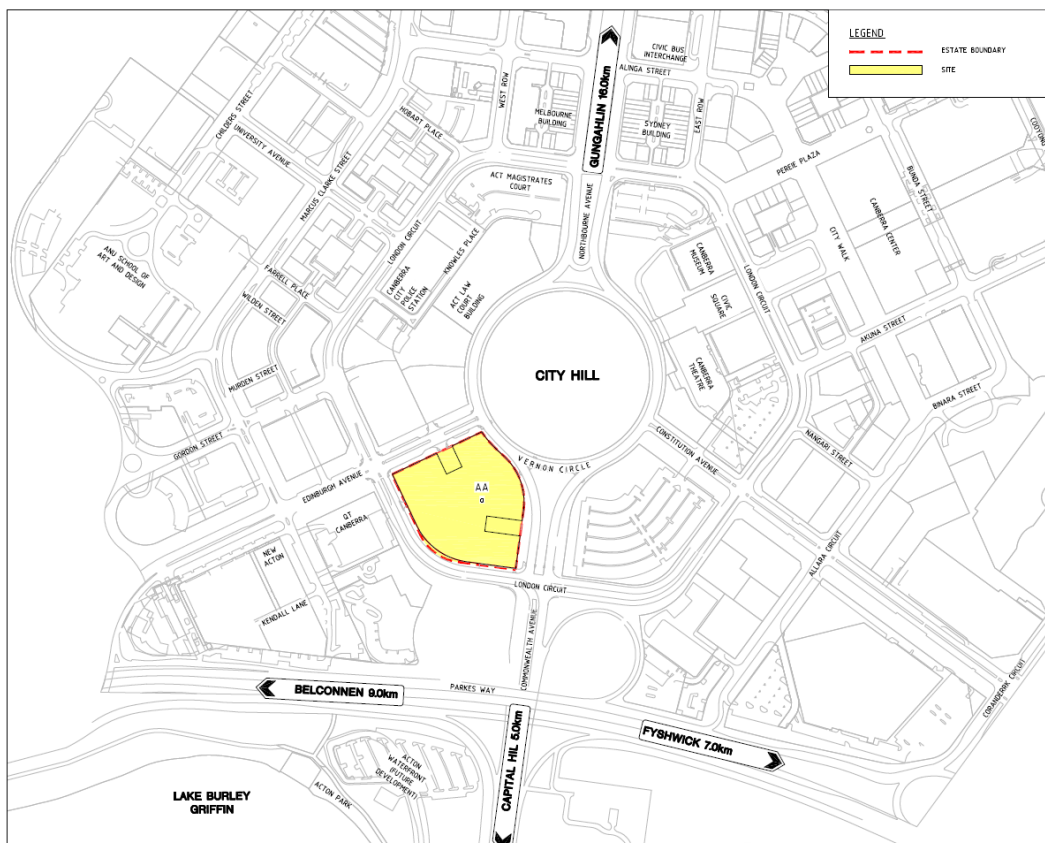 LEGEND
ESTATE BOUNDARY
SITE
CIVIC BUS
INTERCHANGE
ALINGA STREET
GUNGAHLIN 16.0km
WEST ROW
EAST ROW
MELBOURNE
BUILDING
SYDNEY
BUILDING
COOYONG
CHILDERS STREET
UNIVERSITY AVENUE
HOBART PLACE
MARCUS CLARKE STREET
PEREIE PLAZA
BUNDA STREET
ACT MAGISTRATES
COURT
NORTHBOURNE AVENUE
CANBERRA CENTER
CITY WALK
ANU SCHOOL OF
ART AND DESIGN
LONDON CIRCUIT
KNOWLES PLACE
CANBERRA
CITY
POLICE
STATION
ACT LAW
COURT
BUILDING
FARRELL PLACE
WILDEN STREET
CANBERRA
MUSEUM
CIVIC
SQUARE
LONDON CIRCUIT
AKUNA STREET
CANBERRA
THEATRE
CITY HILL
MURDEN STREET
BINARA STREET
GORDON STREET
NANGARI STREET
CONSTITUTION AVENUE
VERNON CIRCLE
EDINBURGH AVENUE
AA
QT
CANBERRA
NEW
ACTON
KENDALL LANE
LONDON CIRCUIT
ALLARA CIRCUIT
COMMONWEALTH AVENUE
CORANDERRK CIRCUIT
BELCONNEN 9.0km
PARKES WAY
FYSHWICK 7.0km
CAPITAL HIL 5.0km
ACTON
WATERFRONT
(FUTURE
DEVELOPMENT)
ACTON PARK
LAKE BURLEY
GRIFFIN